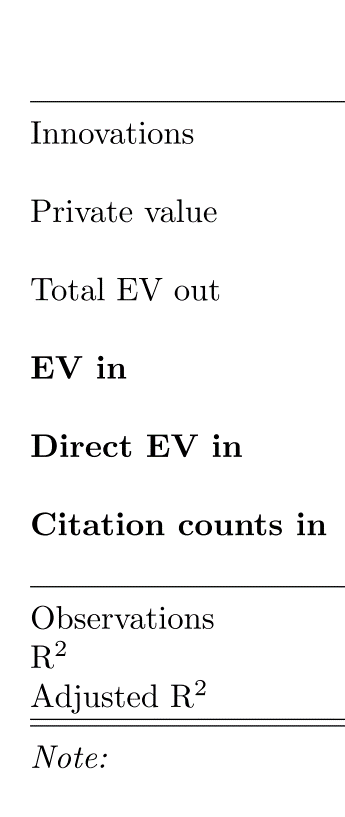 Innovations
Private value
Total EV out
EV in
Direct EV in
Citation counts in
Observations
R²
Adjusted R²
Note: